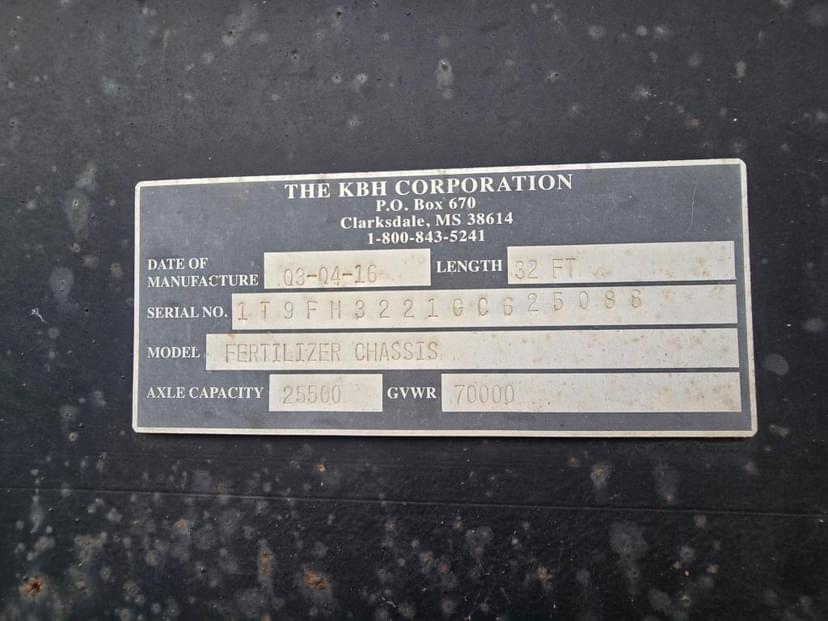 THE KBH CORPORATION
P.O. Box 670
Clarksdale, MS 38614
1-800-843-5241
DATE OF MANUFACTURE 03-04-16 LENGTH 32 FT
SERIAL NO. 1T9FH3221GC625088
MODEL FERTILIZER CHASSIS
AXLE CAPACITY 25500 GVWR 70000